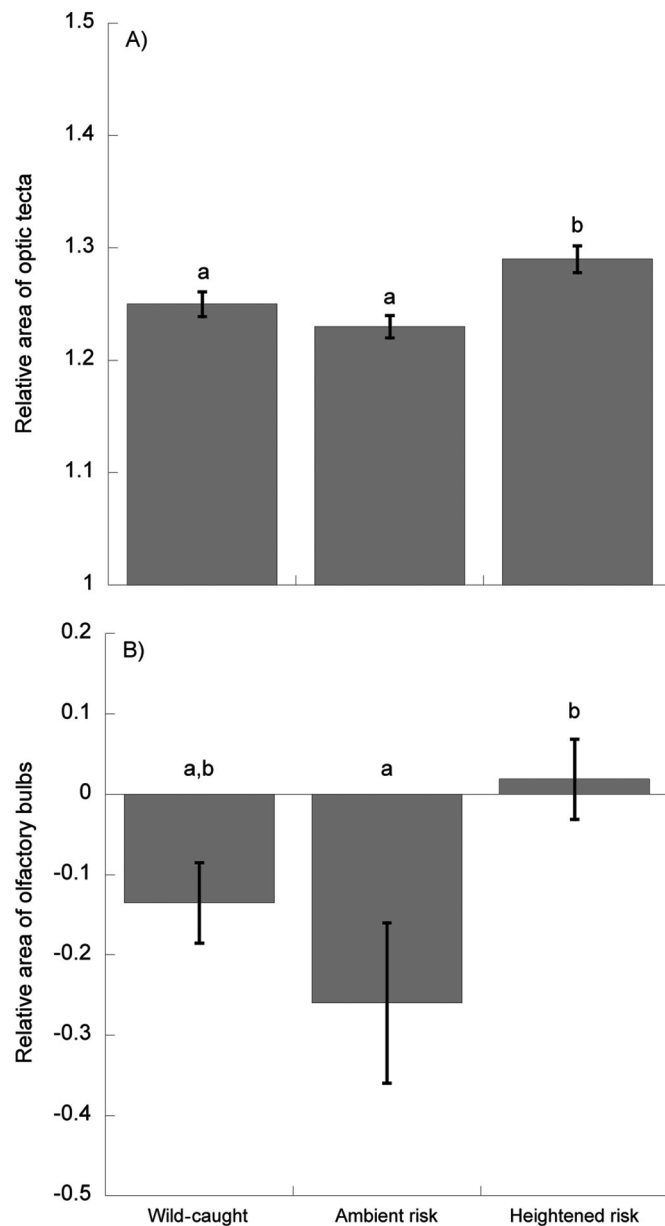 A)
Relative area of optic tecta
1.5
1.4
1.3
1.2
1.1
1
a
a
b
B)
Relative area of olfactory bulbs
0.2
0.1
0
-0.1
-0.2
-0.3
-0.4
-0.5
a,b
a
b
Wild-caught
Ambient risk
Heightened risk